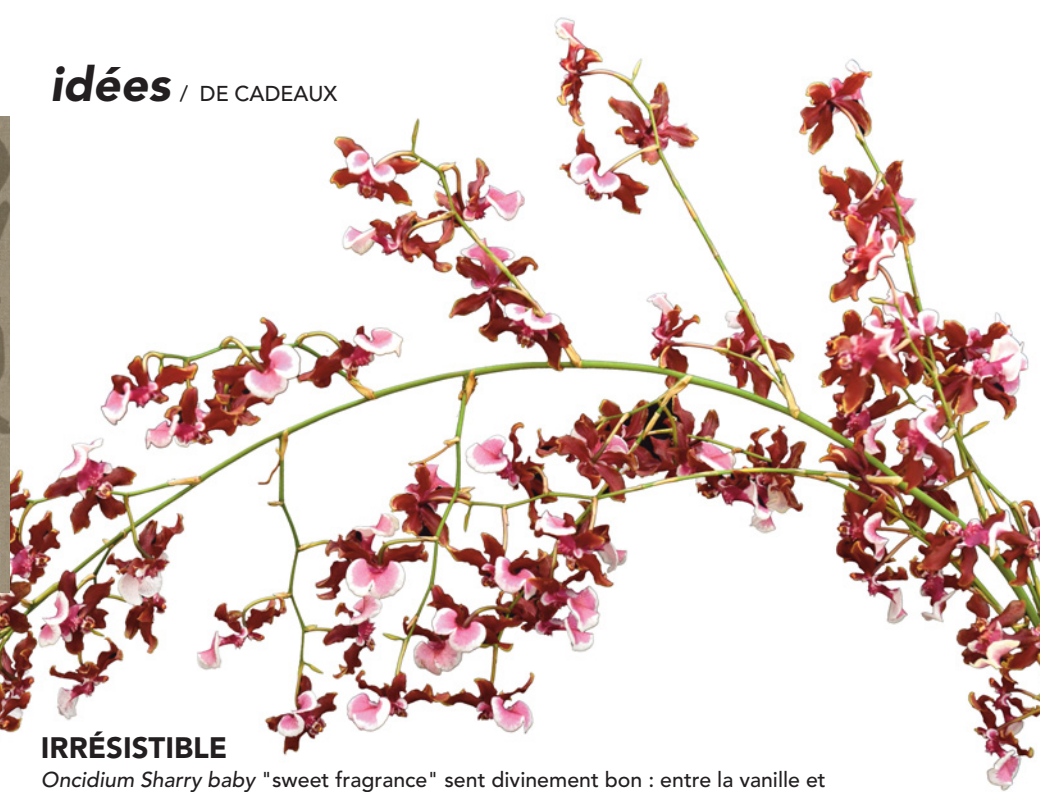 idées / DE CADEAUX
IRRÉSISTIBLE
Oncidium Sharry baby "sweet fragrance" sent divinement bon : entre la vanille et